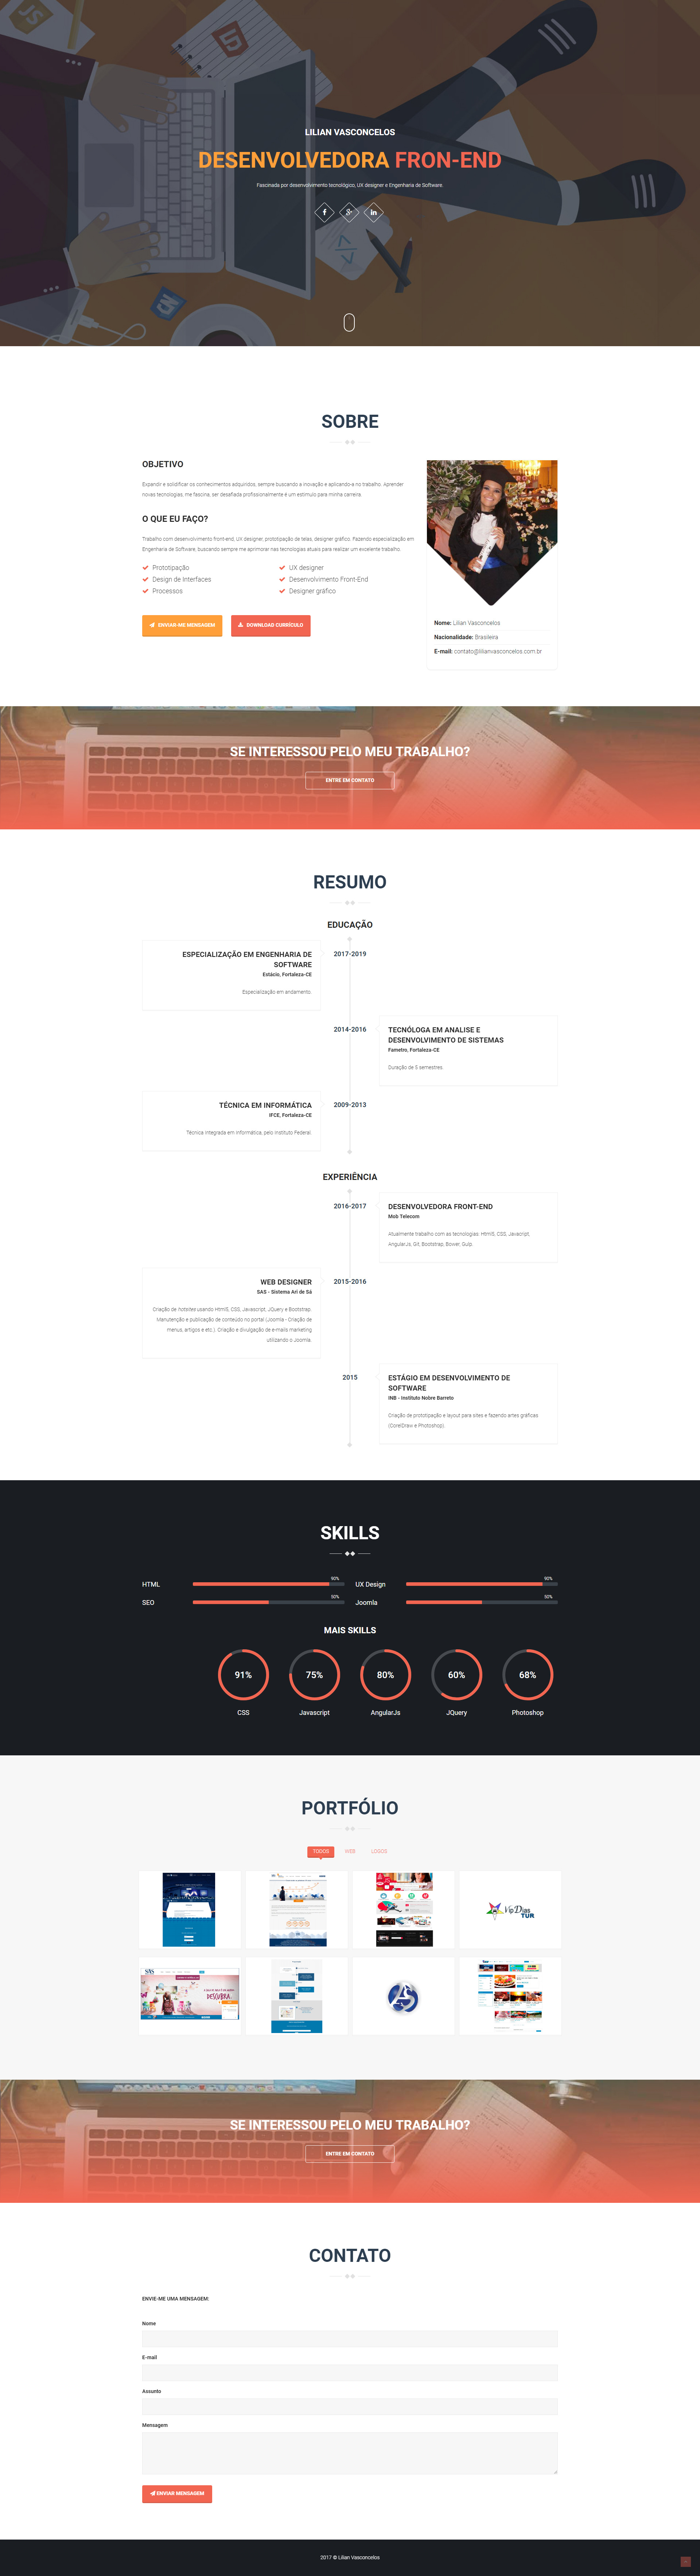 LILIAN VASCONCELOS
DESENVOLVEDORA FRON-END
Fascinada por desenvolvimento tecnológico, UX designer e Engenharia de Software.
SOBRE
OBJETIVO
Expandir e solidificar os conhecimentos adquiridos, sempre buscando a inovação e aplicando-a no trabalho. Aprender
novas tecnologias, me fascina, ser desafiada profissionalmente é um estímulo para minha carreira.
O QUE EU FAÇO?
Trabalho com desenvolvimento front-end, UX designer, prototipação de telas, designer gráfico. Fazendo especialização em
Engenharia de Software, buscando sempre me aprimorar nas tecnologias atuais para realizar um excelente trabalho.
Prototipação
UX designer
Design de Interfaces
Desenvolvimento Front-End
Processos
Designer gráfico
ENVIAR-ME MENSAGEM
DOWNLOAD CURRÍCULO
Nome: Lilian Vasconcelos
Nacionalidade: Brasileira
E-mail: contato@lilianvasconcelos.com.br
SE INTERESSOU PELO MEU TRABALHO?
ENTRE EM CONTATO
RESUMO
EDUCAÇÃO
ESPECIALIZAÇÃO EM ENGENHARIA DE
SOFTWARE
Estácio, Fortaleza-CE
Especialização em andamento.
2017-2019
2014-2016
TECNÓLOGA EM ANALISE E
DESENVOLVIMENTO DE SISTEMAS
Fametro, Fortaleza-CE
Duração de 5 semestres.
TÉCNICA EM INFORMÁTICA
IFCE, Fortaleza-CE
Técnica integrada em Informática, pelo Instituto Federal.
2009-2013
EXPERIÊNCIA
2016-2017
DESENVOLVEDORA FRONT-END
Mob Telecom
Atualmente trabalho com as tecnologias: Html5, CSS, Javacript,
AngularJs, Git, Bootstrap, Bower, Gulp.
WEB DESIGNER
SAS - Sistema Ari de Sá
Criação de hotsites usando Html5, CSS, Javascript, JQuery e Bootstrap.
Manutenção e publicação de conteúdo no portal (Joomla - Criação de
menus, artigos e etc.). Criação e divulgação de e-mails marketing
utilizando o Joomla.
2015-2016
2015
ESTÁGIO EM DESENVOLVIMENTO DE
SOFTWARE
INB - Instituto Nobre Barreto
Criação de prototipação e layout para sites e fazendo artes gráficas
(CorelDraw e Photoshop).
SKILLS
HTML
90%
UX Design
90%
SEO
50%
Joomla
50%
MAIS SKILLS
91%
75%
80%
60%
68%
CSS
Javascript
AngularJs
JQuery
Photoshop
PORTFÓLIO
TODOS
WEB
LOGOS
TUR
SAS
DESCUBRA
SE INTERESSOU PELO MEU TRABALHO?
ENTRE EM CONTATO
CONTATO
ENVIE-ME UMA MENSAGEM:
Nome
E-mail
Assunto
Mensagem
ENVIAR MENSAGEM
2017 © Lilian Vasconcelos